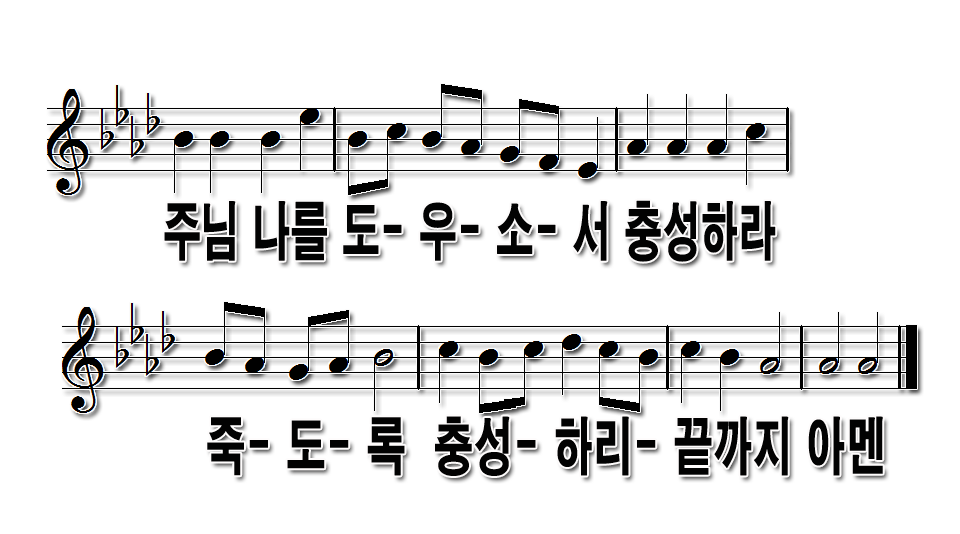 주님 나를 도- 우- 소- 서 충성하라
죽- 도- 록 충성- 하리- 끝까지 아멘